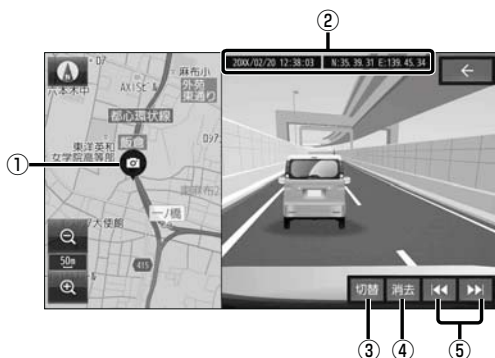 ②
20XX/02/20 12:38:03 N:35.39.31 E:139.45.34
麻布小
六本木中
AXISビル
外苑
東通り
都心環状線
東洋英和
女学院高等部
①
一ノ橋
大使館
50m
415
切替 消去
③ ④ ⑤